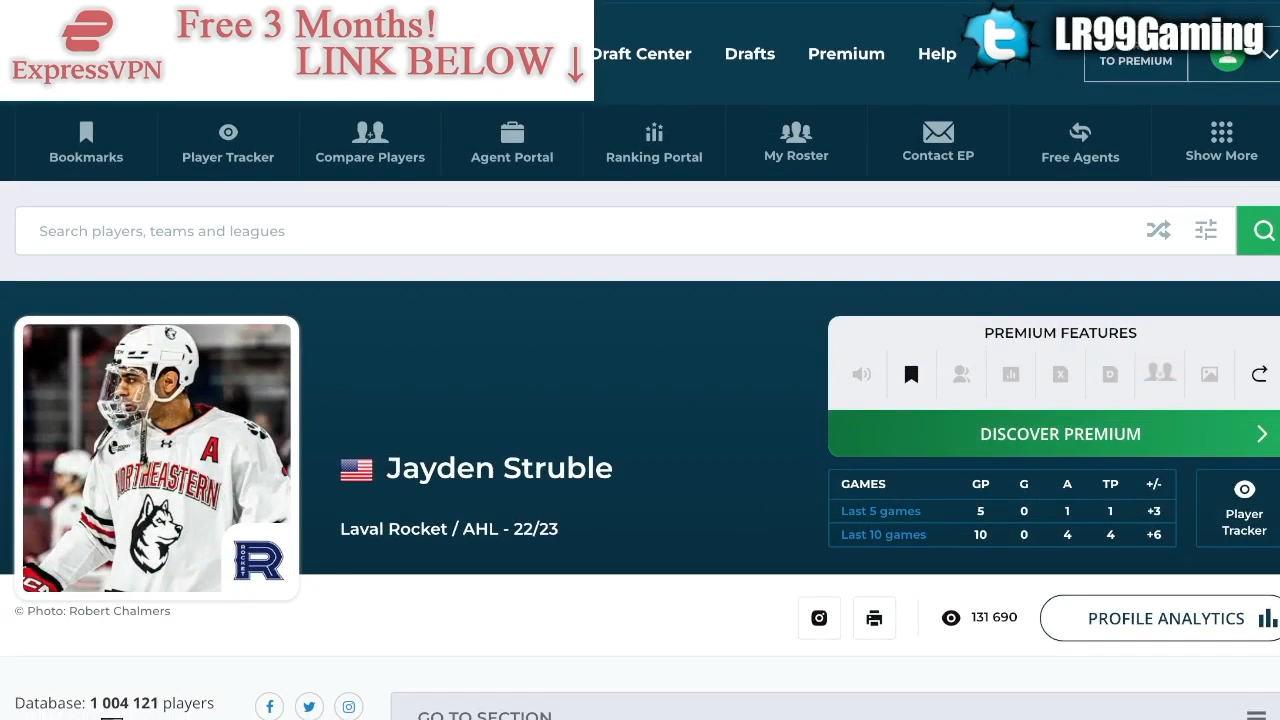 Free 3 Months!
ExpressVPN
LINK BELOW ↓
Draft Center
Drafts
Premium
Help
LR99Gaming
TO PREMIUM
Bookmarks
Player Tracker
Compare Players
Agent Portal
Ranking Portal
My Roster
Contact EP
Free Agents
Show More
Search players, teams and leagues
PREMIUM FEATURES
DISCOVER PREMIUM
A
NORTHEASTERN
ROCKET
R
Jayden Struble
Laval Rocket / AHL - 22/23
GAMES GP G A TP +/-
Last 5 games 5 0 1 1 +3
Last 10 games 10 0 4 4 +6
Player
Tracker
© Photo: Robert Chalmers
131 690
PROFILE ANALYTICS
Database: 1 004 121 players
GO TO SECTION